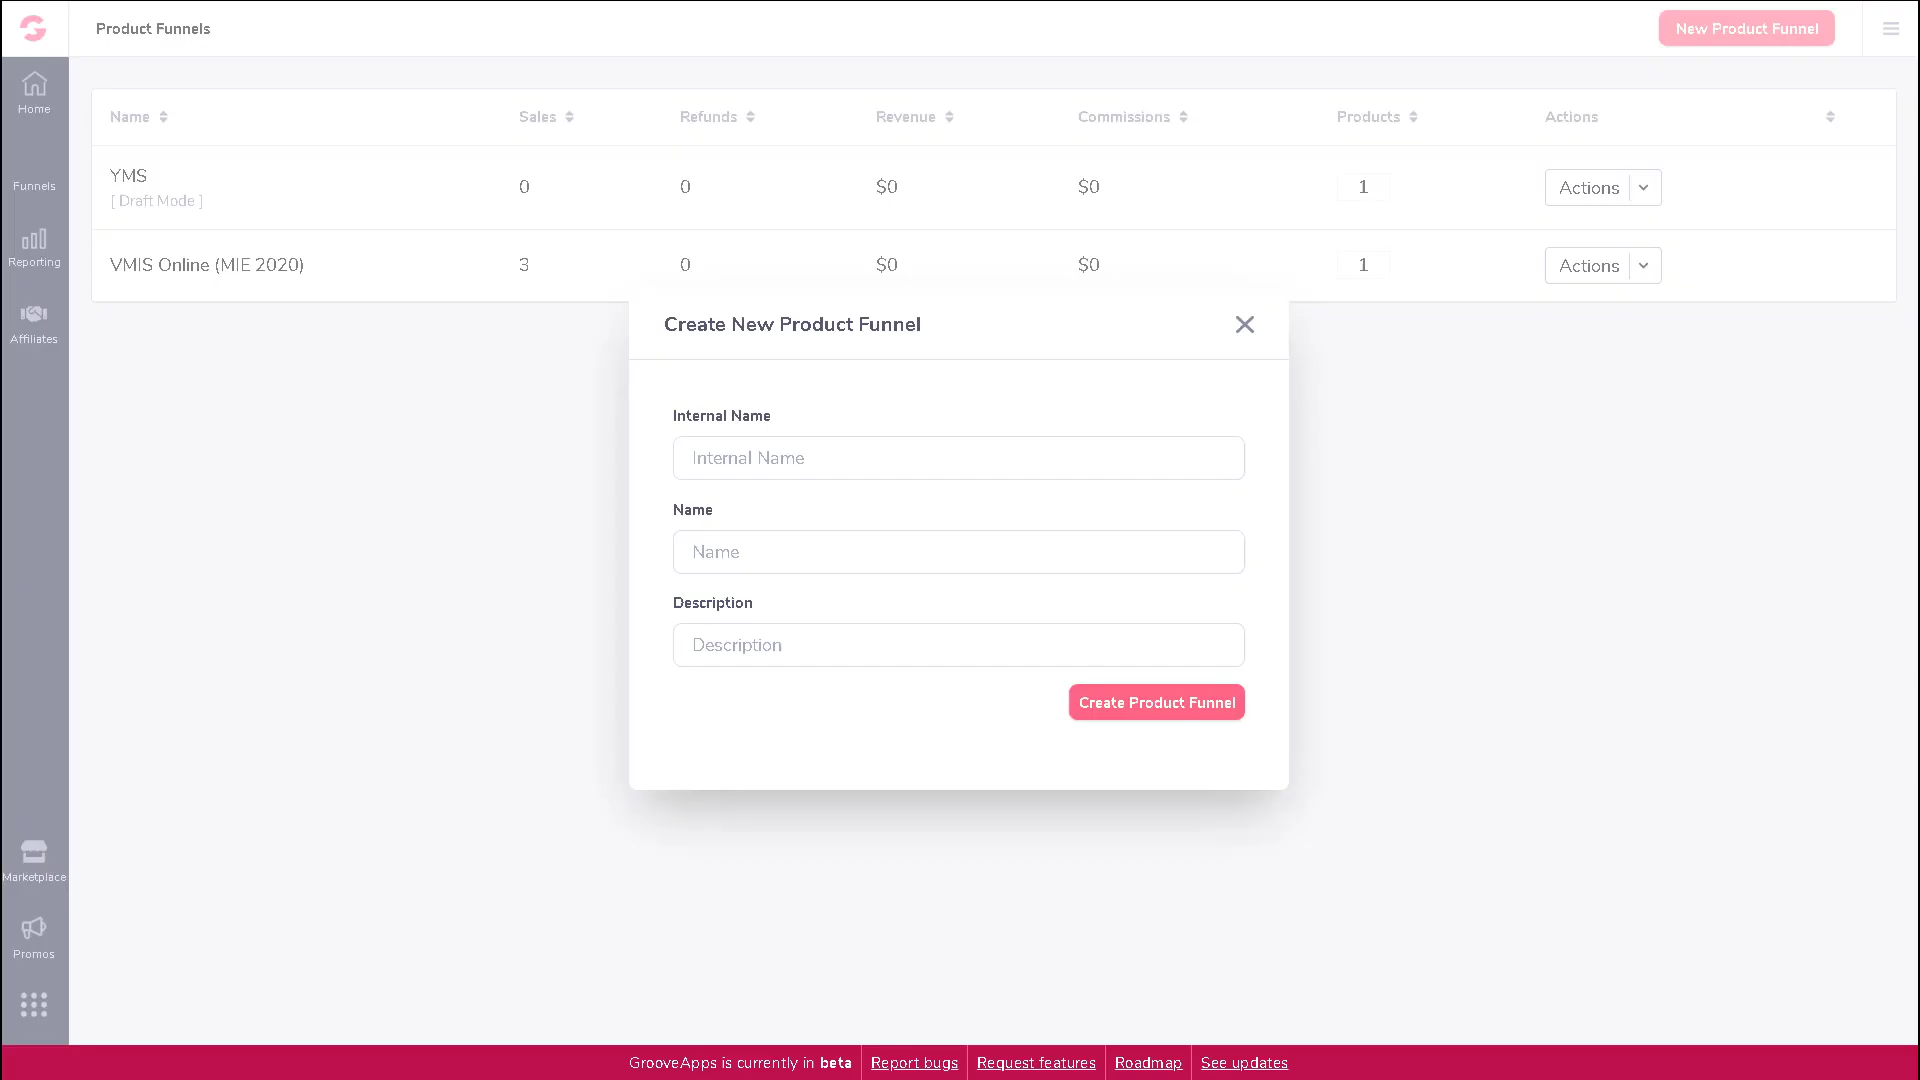 Product Funnels
New Product Funnel
Home
Funnels
Reporting
Affiliates
Marketplace
Promos
Name Sales Refunds Revenue Commissions Products Actions
YMS 0 0 $0 $0 1 Actions
[ Draft Mode ]
VMIS Online (MIE 2020) 3 0 $0 $0 1 Actions
Create New Product Funnel
Internal Name
Internal Name
Name
Name
Description
Description
Create Product Funnel
GrooveApps is currently in beta Report bugs Request features Roadmap See updates